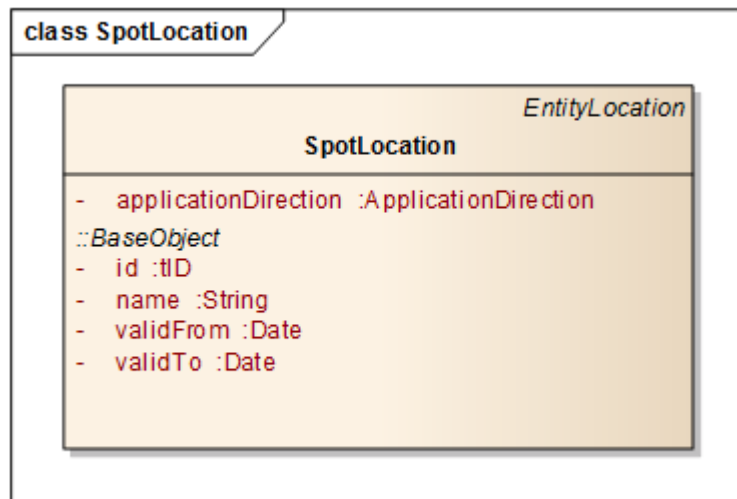 class SpotLocation
EntityLocation
SpotLocation
- applicationDirection :ApplicationDirection
::BaseObject
- id :tID
- name :String
- validFrom :Date
- validTo :Date